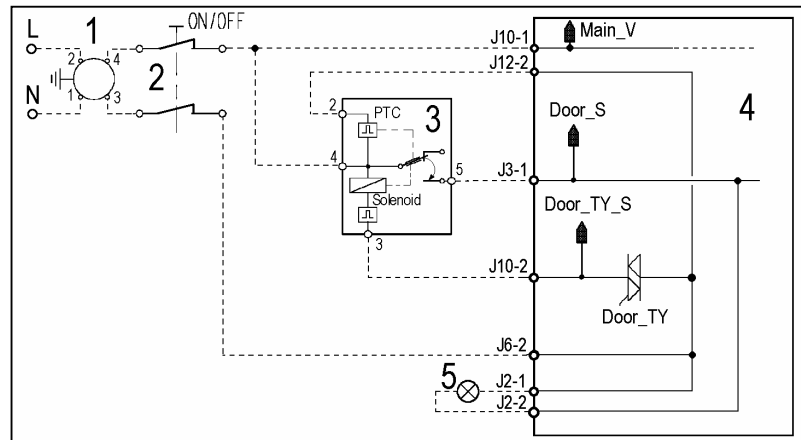 ON/OFF
L
1
2 4
N
1 3
2
J10-1
Main_V
J12-2
2
PTC
3
4
Solenoid
5
3
Door_S
4
J3-1
Door_TY_S
J10-2
Door_TY
J6-2
5
J2-1
J2-2